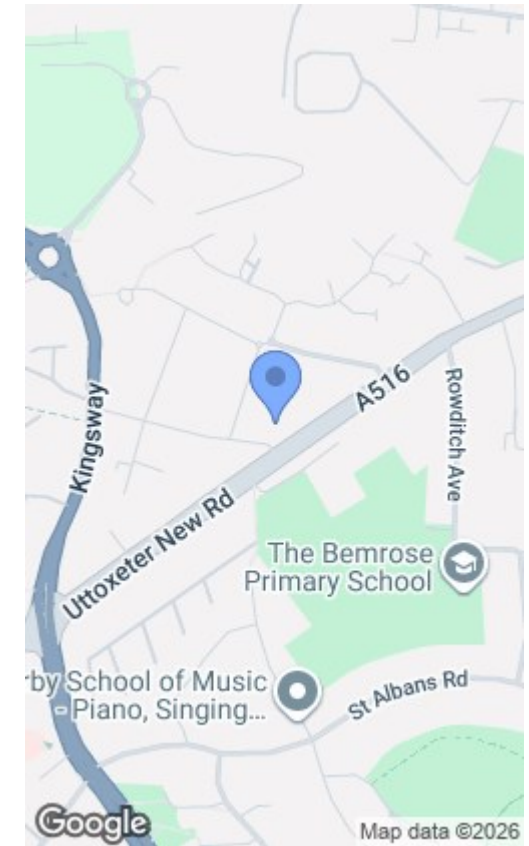 Kingsway
A516
Rowditch Ave
Uttoxeter New Rd
The Bemrose
Primary School
rby School of Music
- Piano, Singing...
St Albans Rd
Google
Map data ©2026